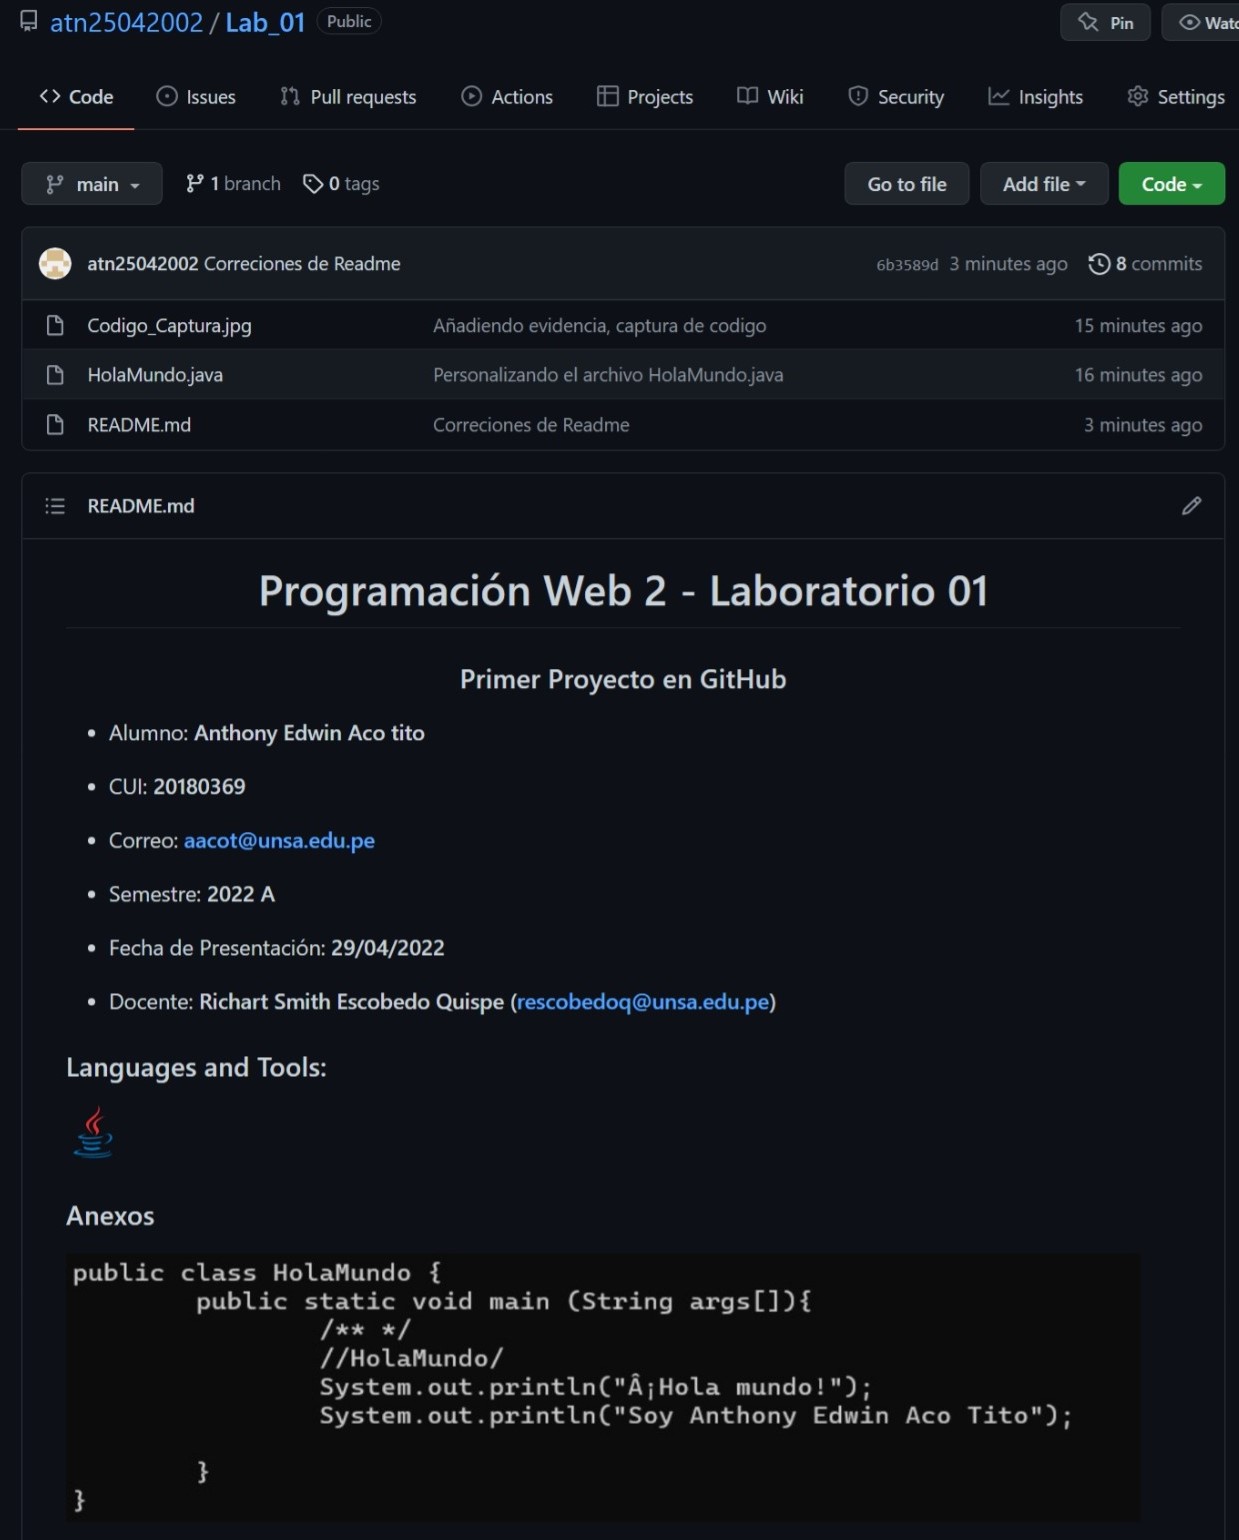 atn25042002 / Lab_01 Public Pin
Code Issues Pull requests Actions Projects Wiki Security Insights Settings
main 1 branch 0 tags Go to file Add file Code
atn25042002 Correciones de Readme 6b3589d 3 minutes ago 8 commits
Codigo_Captura.jpg Añadiendo evidencia, captura de codigo 15 minutes ago
HolaMundo.java Personalizando el archivo HolaMundo.java 16 minutes ago
README.md Correciones de Readme 3 minutes ago
README.md
Programación Web 2 - Laboratorio 01
Primer Proyecto en GitHub
• Alumno: Anthony Edwin Aco tito
• CUI: 20180369
• Correo: aacot@unsa.edu.pe
• Semestre: 2022 A
• Fecha de Presentación: 29/04/2022
• Docente: Richart Smith Escobedo Quispe (rescobedoq@unsa.edu.pe)
Languages and Tools:
Anexos
public class HolaMundo {
public static void main (String args[]){
/** */
//HolaMundo/
System.out.println("Â¡Hola mundo!");
System.out.println("Soy Anthony Edwin Aco Tito");
}
}